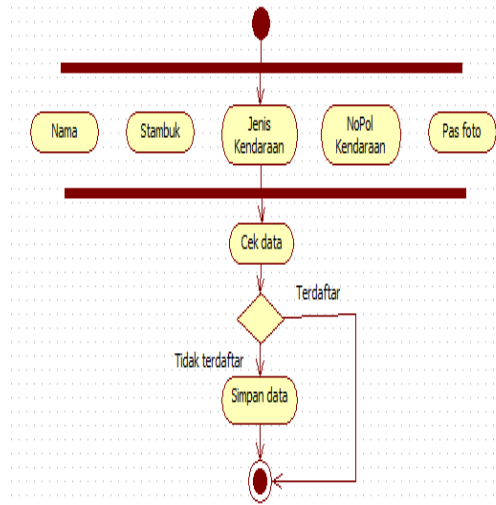 Nama
Stambuk
Jenis
Kendaraan
NoPol
Kendaraan
Pas foto
Cek data
Terdaftar
Tidak terdaftar
Simpan data